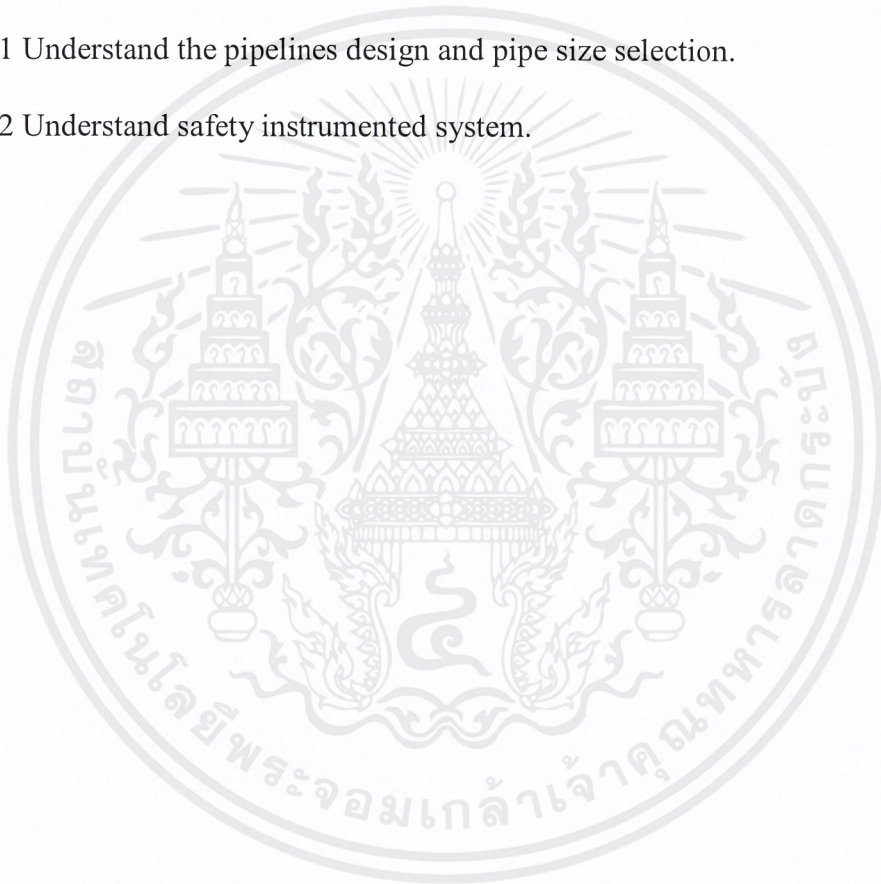 1 Understand the pipelines design and pipe size selection.
2 Understand safety instrumented system.
สถาบันเทคโนโลยีพระจอมเกล้าเจ้าคุณทหารลาดกระบัง